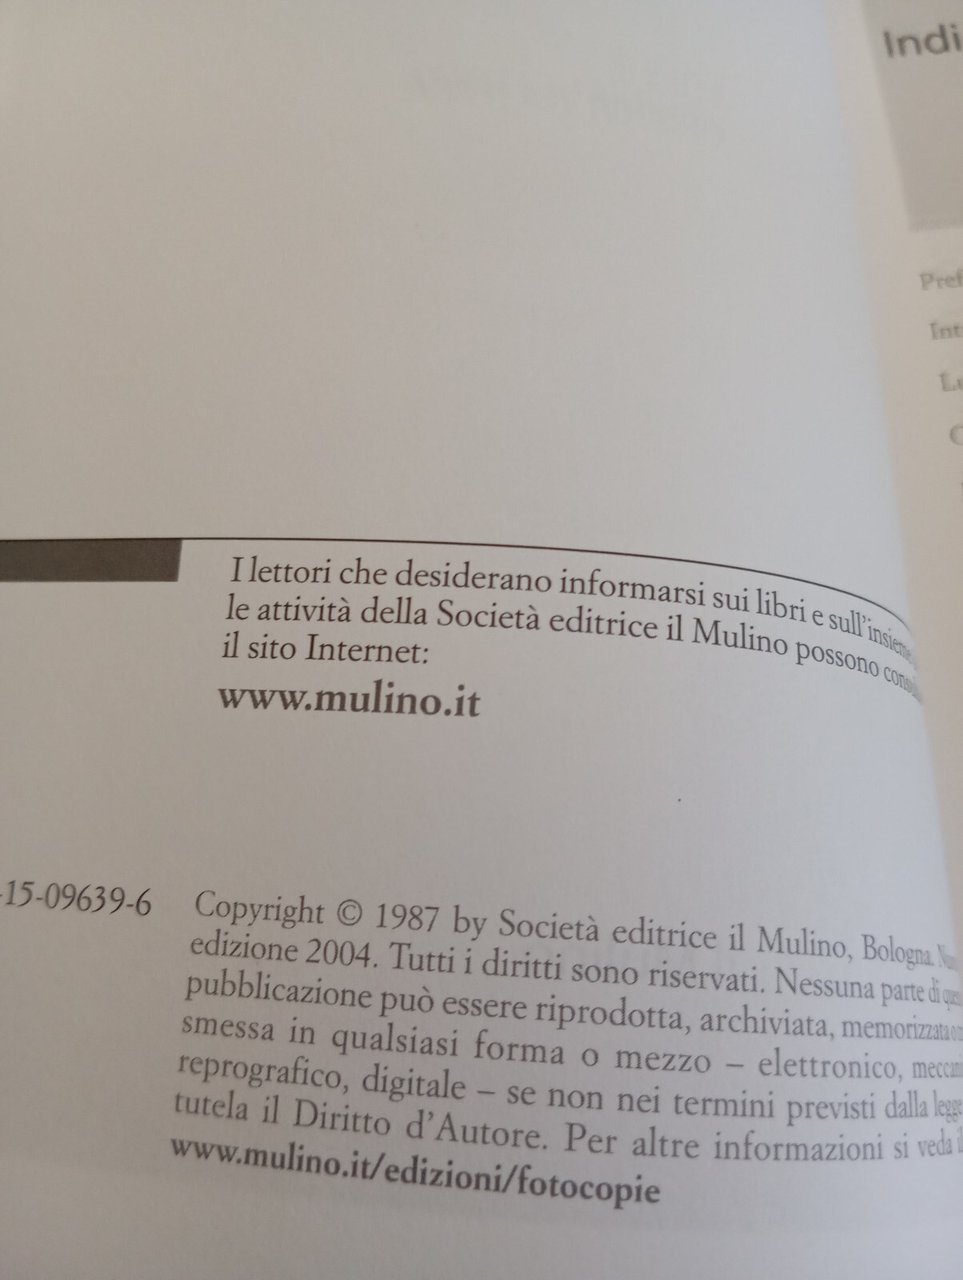 I lettori che desiderano informarsi sui libri e sull'insieme
le attività della Società editrice il Mulino possono
il sito Internet:
www.mulino.it
-15-09639-6
Copyright © 1987 by Società editrice il Mulino, Bologna.
edizione 2004. Tutti i diritti sono riservati. Nessuna parte di
pubblicazione può essere riprodotta, archiviata, memorizzata o
smessa in qualsiasi forma o mezzo – elettronico,
reprografico, digitale – se non nei termini previsti dalla legge
tutela il Diritto d'Autore. Per altre informazioni si veda il
www.mulino.it/edizioni/fotocopie
Indi
Pref
Int